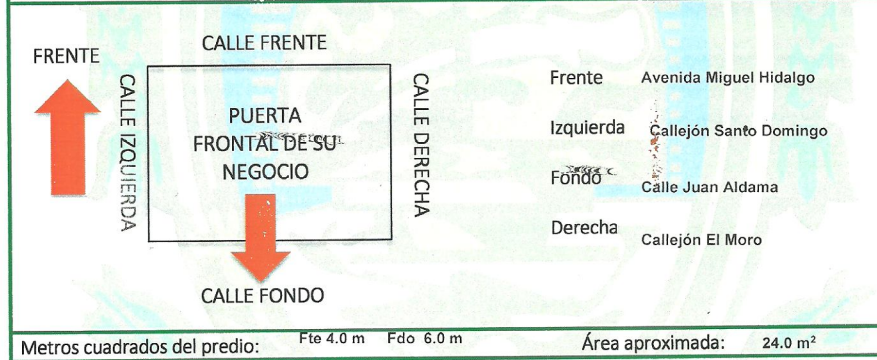 FRENTE
CALLE FRENTE
CALLE IZQUIERDA
PUERTA
FRONTAL DE SU
NEGOCIO
CALLE DERECHA
CALLE FONDO
Frente Avenida Miguel Hidalgo
Izquierda Callejón Santo Domingo
Fondo Calle Juan Aldama
Derecha Callejón El Moro
Metros cuadrados del predio: Fte 4.0 m Fdo 6.0 m Área aproximada: 24.0 m²